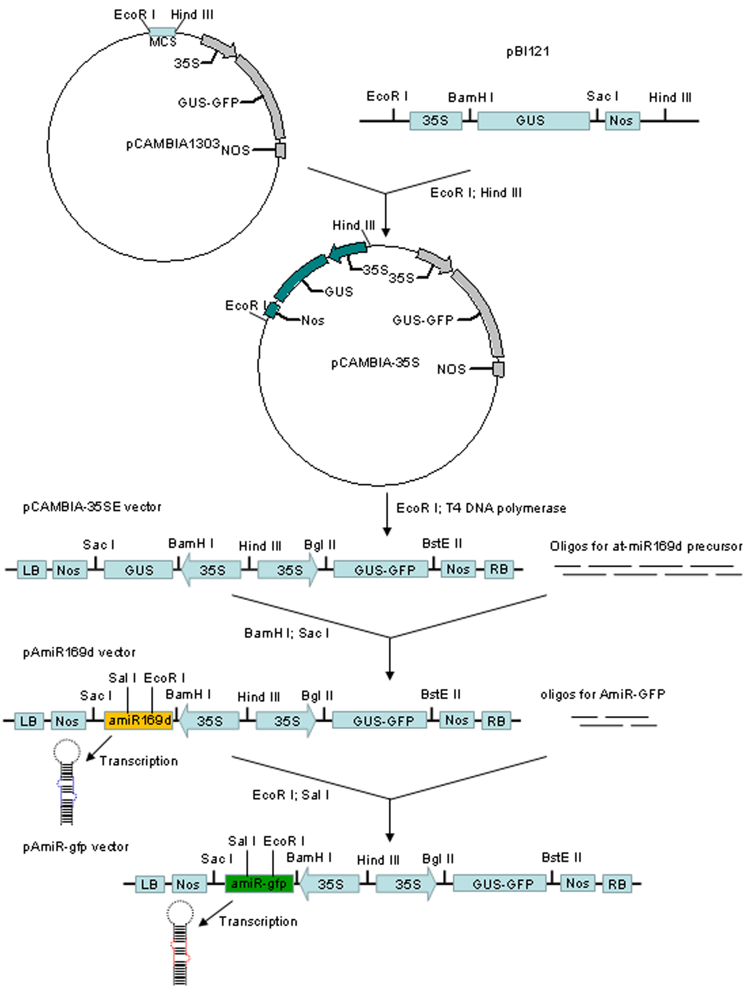 EcoR I Hind III
MCS
35S
GUS-GFP
pCAMBIA1303
NOS
pBI121
EcoR I BamH I Sac I Hind III
35S GUS Nos
EcoR I; Hind III
Hind III
35S 35S
GUS
EcoR I
Nos
GUS-GFP
pCAMBIA-35S
NOS
pCAMBIA-35SE vector
EcoR I; T4 DNA polymerase
Sac I BamH I Hind III Bgl II BstE II
Oligos for at-miR169d precursor
LB Nos GUS 35S 35S GUS-GFP Nos RB
BamH I; Sac I
pAmiR169d vector
Sal I EcoR I
Sac I BamH I Hind III Bgl II BstE II
oligos for AmiR-GFP
LB Nos amiR169d 35S 35S GUS-GFP Nos RB
Transcription
EcoR I; Sal I
pAmiR-gfp vector
Sal I EcoR I
Sac I BamH I Hind III Bgl II BstE II
LB Nos amiR-gfp 35S 35S GUS-GFP Nos RB
Transcription